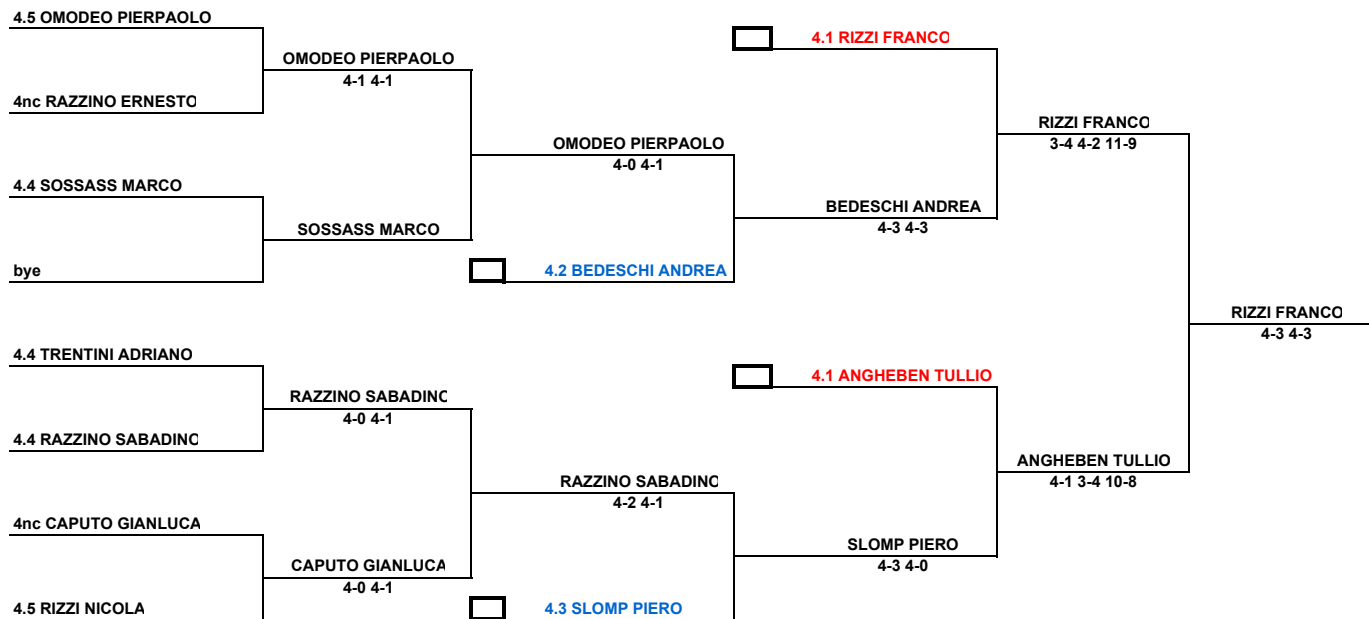 4.5 OMODEO PIERPAOLO
OMODEO PIERPAOLO
4-1 4-1
4nc RAZZINO ERNESTO
OMODEO PIERPAOLO
4-0 4-1
4.4 SOSSASS MARCO
SOSSASS MARCO
bye
4.2 BEDESCHI ANDREA
BEDESCHI ANDREA
4-3 4-3
4.1 RIZZI FRANCO
RIZZI FRANCO
3-4 4-2 11-9
RIZZI FRANCO
4-3 4-3
4.4 TRENTINI ADRIANO
RAZZINO SABADINO
4-0 4-1
4.4 RAZZINO SABADINO
RAZZINO SABADINO
4-2 4-1
4nc CAPUTO GIANLUCA
CAPUTO GIANLUCA
4-0 4-1
4.5 RIZZI NICOLA
4.3 SLOMP PIERO
SLOMP PIERO
4-3 4-0
4.1 ANGHEBEN TULLIO
ANGHEBEN TULLIO
4-1 3-4 10-8